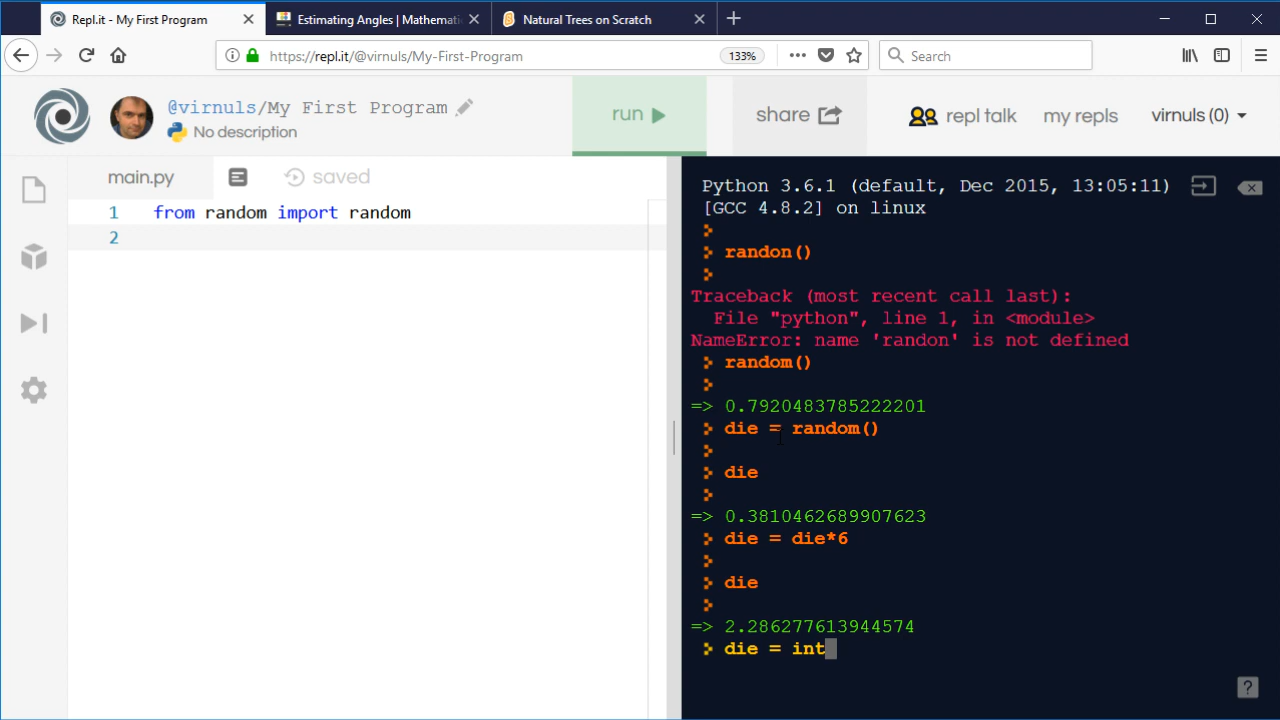 Repl.it - My First Program
Estimating Angles | Mathemati
Natural Trees on Scratch
https://repl.it/@virnuls/My-First-Program
133%
Search
@virnuls/My First Program
No description
run
share
repl talk
my repls
virnuls (0)
main.py
saved
1 from random import random
2
Python 3.6.1 (default, Dec 2015, 13:05:11)
[GCC 4.8.2] on linux
randon()
Traceback (most recent call last):
File "python", line 1, in <module>
NameError: name 'randon' is not defined
random()
=> 0.7920483785222201
die = random()
die
=> 0.3810462689907623
die = die*6
die
=> 2.286277613944574
die = int
?